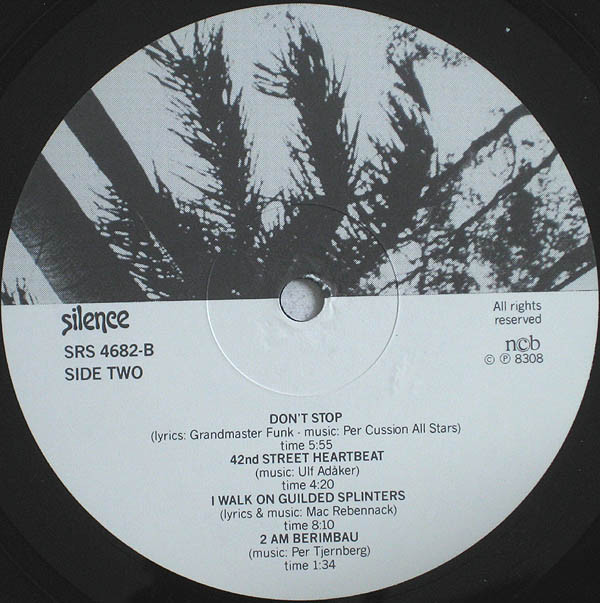 silence
SRS 4682-B
SIDE TWO
All rights
reserved
ncb
© ℗ 8308
DON'T STOP
(lyrics: Grandmaster Funk - music: Per Cussion All Stars)
time 5:55
42nd STREET HEARTBEAT
(music: Ulf Adåker)
time 4:20
I WALK ON GUILDED SPLINTERS
(lyrics & music: Mac Rebennack)
time 8:10
2 AM BERIMBAU
(music: Per Tjernberg)
time 1:34